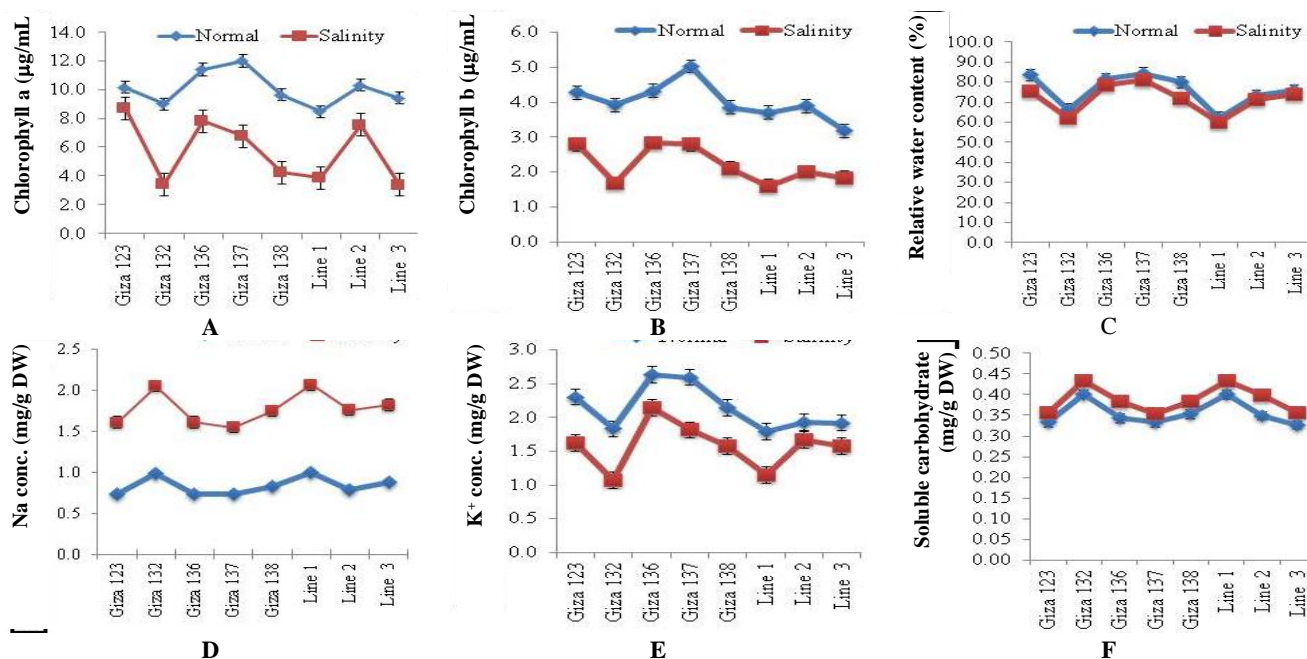 Chlorophyll a (µg/mL
14.0
12.0
10.0
8.0
6.0
4.0
2.0
0.0
Normal
Salinity
Giza 123
Giza 132
Giza 136
Giza 137
Giza 138
Line 1
Line 2
Line 3
A
Chlorophyll b (µg/mL
6.0
5.0
4.0
3.0
2.0
1.0
0.0
Normal
Salinity
Giza 123
Giza 132
Giza 136
Giza 137
Giza 138
Line 1
Line 2
Line 3
B
Relative water content (%)
100.0
90.0
80.0
70.0
60.0
50.0
40.0
30.0
20.0
10.0
0.0
Normal
Salinity
Giza 123
Giza 132
Giza 136
Giza 137
Giza 138
Line 1
Line 2
Line 3
C
Na conc. (mg/g DW)
2.5
2.0
1.5
1.0
0.5
0.0
Giza 123
Giza 132
Giza 136
Giza 137
Giza 138
Line 1
Line 2
Line 3
D
K⁺ conc. (mg/g DW)
3.0
2.5
2.0
1.5
1.0
0.5
0.0
Normal
Salinity
Giza 123
Giza 132
Giza 136
Giza 137
Giza 138
Line 1
Line 2
Line 3
E
Soluble carbohydrate
(mg/g DW)
0.50
0.45
0.40
0.35
0.30
0.25
0.20
0.15
0.10
0.05
0.00
Giza 123
Giza 132
Giza 136
Giza 137
Giza 138
Line 1
Line 2
Line 3
F